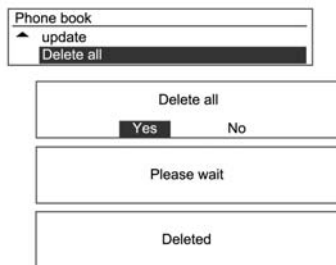 Phone book
update
Delete all
Delete all
Yes No
Please wait
Deleted